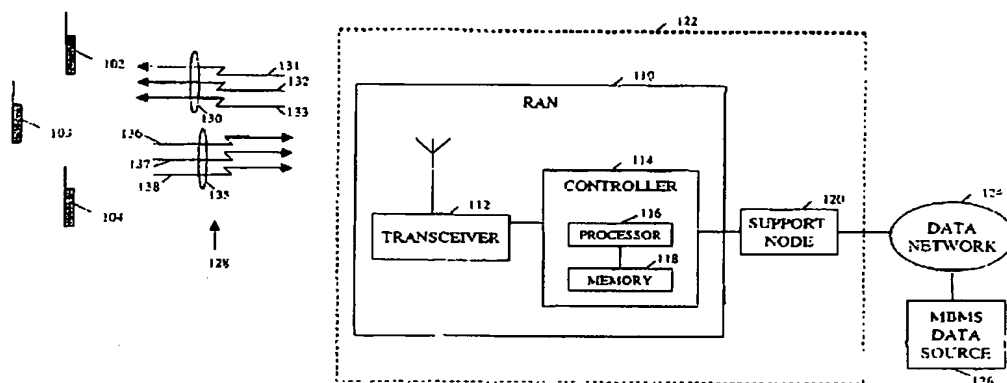 122
102
131
132
133
130
103
136
137
138
135
104
128
110
RAN
114
CONTROLLER
112
TRANSCEIVER
116
PROCESSOR
118
MEMORY
120
SUPPORT
NODE
124
DATA
NETWORK
MBMS
DATA
SOURCE
126